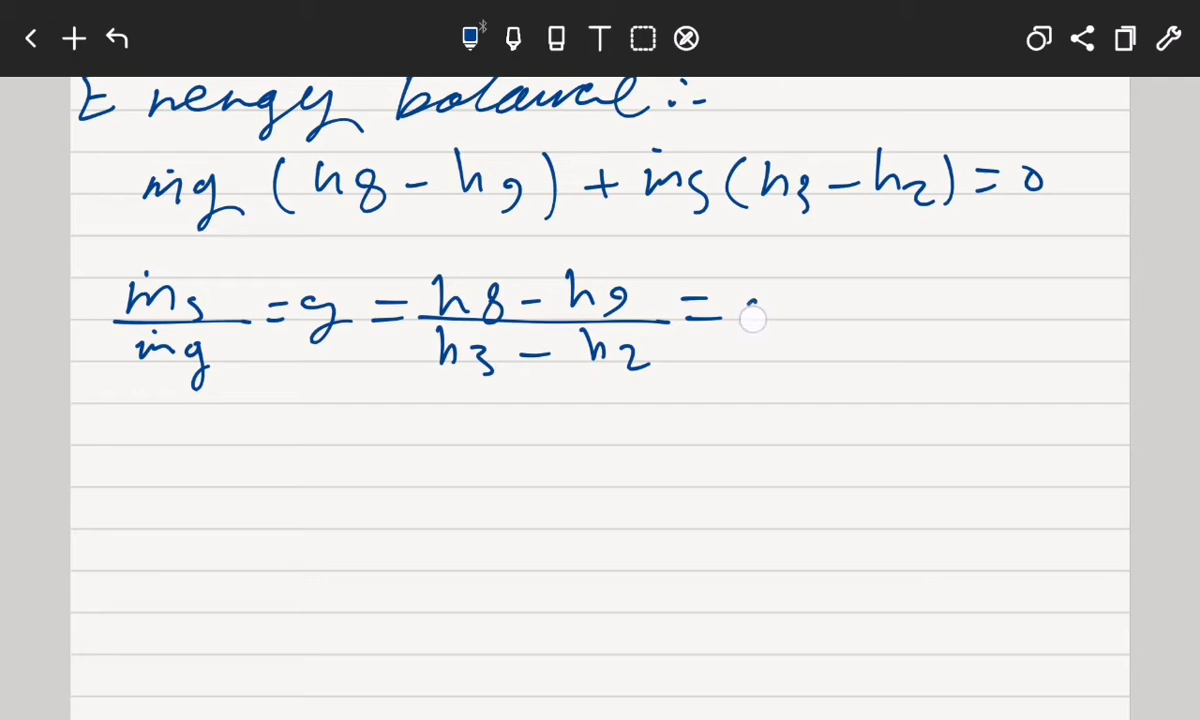 Energy balance :-
ṁg (h8 - h9) + ṁs (h3 - h2) = 0
ṁs / ṁg = y = h8 - h9 / h3 - h2 =